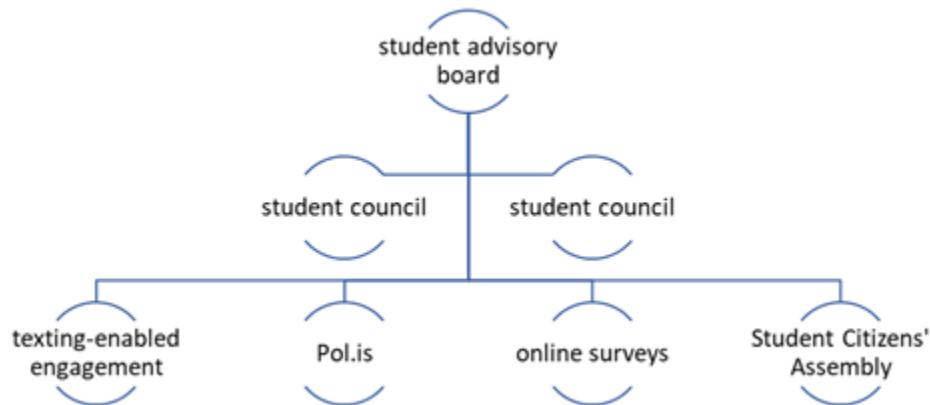 student advisory
board
student council
student council
texting-enabled
engagement
Pol.is
online surveys
Student Citizens'
Assembly